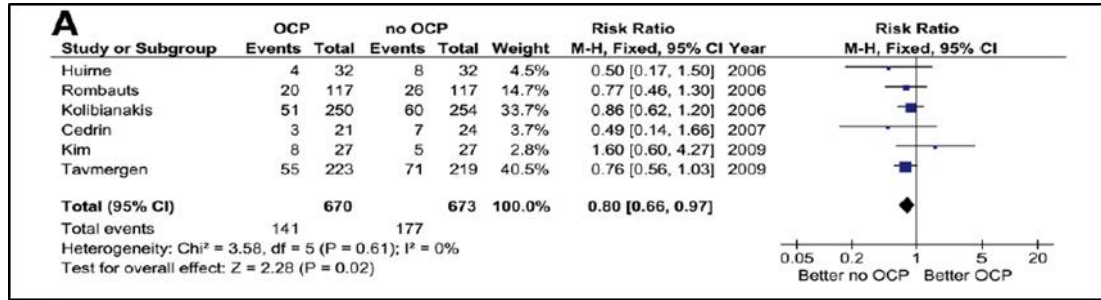 A OCP no OCP Risk Ratio Risk Ratio
Study or Subgroup Events Total Events Total Weight M-H, Fixed, 95% CI Year M-H, Fixed, 95% CI
Huirne 4 32 8 32 4.5% 0.50 [0.17, 1.50] 2006
Rombauts 20 117 26 117 14.7% 0.77 [0.46, 1.30] 2006
Kolibianakis 51 250 60 254 33.7% 0.86 [0.62, 1.20] 2006
Cedrin 3 21 7 24 3.7% 0.49 [0.14, 1.66] 2007
Kim 8 27 5 27 2.8% 1.60 [0.60, 4.27] 2009
Tavmergen 55 223 71 219 40.5% 0.76 [0.56, 1.03] 2009
Total (95% CI) 670 673 100.0% 0.80 [0.66, 0.97]
Total events 141 177
Heterogeneity: Chi² = 3.58, df = 5 (P = 0.61); I² = 0%
Test for overall effect: Z = 2.28 (P = 0.02)
0.05 0.2 1 5 20
Better no OCP Better OCP